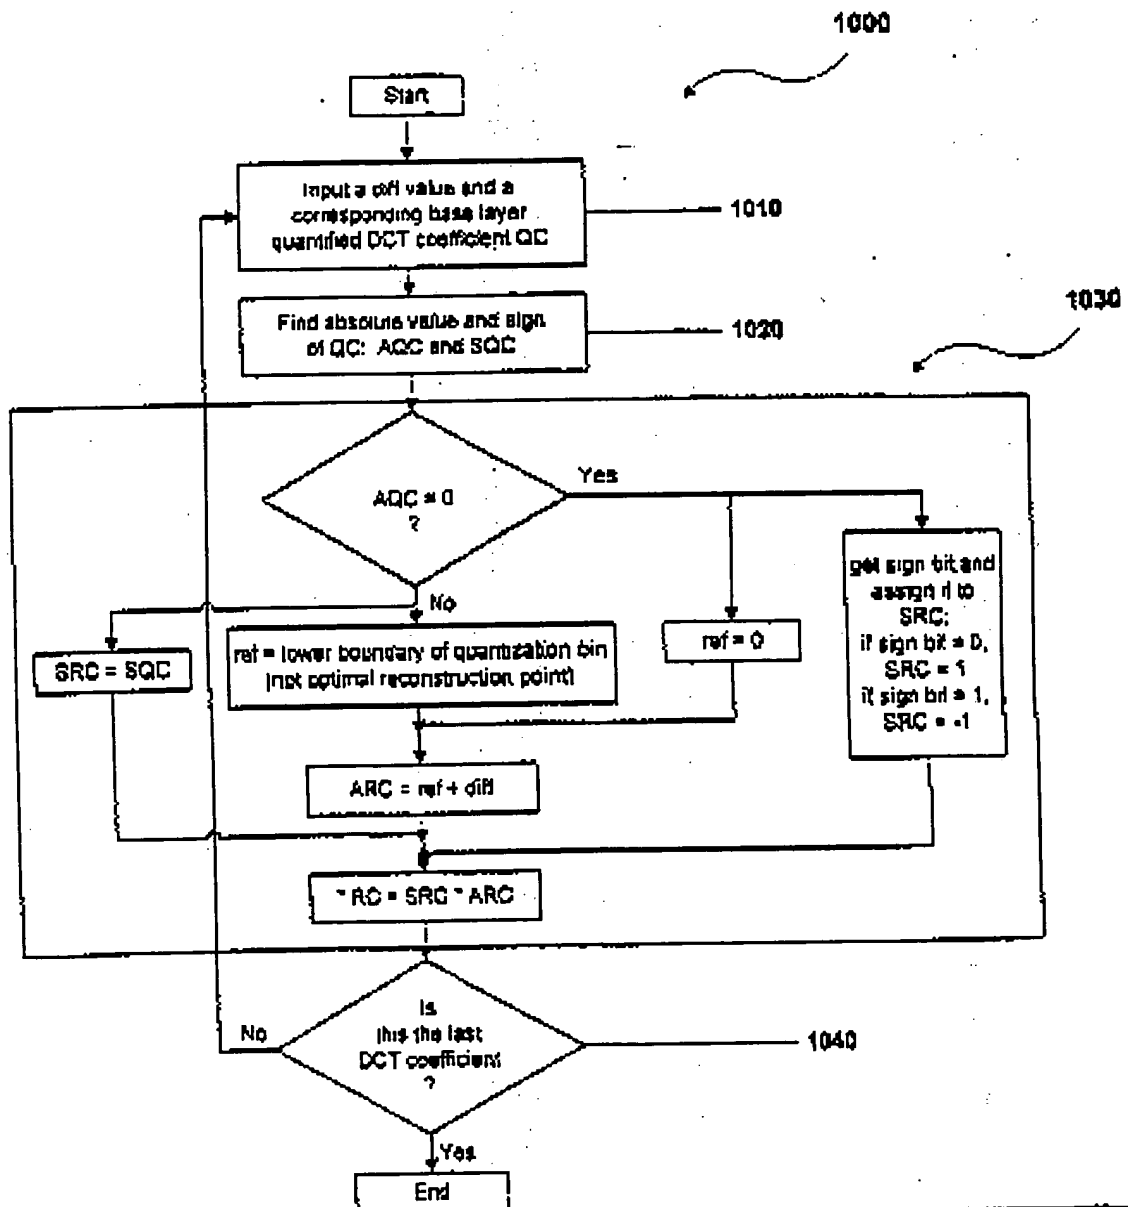 1000
Start
Input a diff value and a
corresponding base layer
quantified DCT coefficient QC
1010
Find absolute value and sign
of QC: AQC and SQC
1020
1030
AQC = 0
?
Yes
No
get sign bit and
assign it to
SRC:
if sign bit = 0,
SRC = 1
if sign bit = 1,
SRC = -1
SRC = SQC
ref = lower boundary of quantization bin
(not optimal reconstruction point)
ref = 0
ARC = ref + diff
" RC = SRC * ARC
Is
this the last
DCT coefficient
?
No
1040
Yes
End